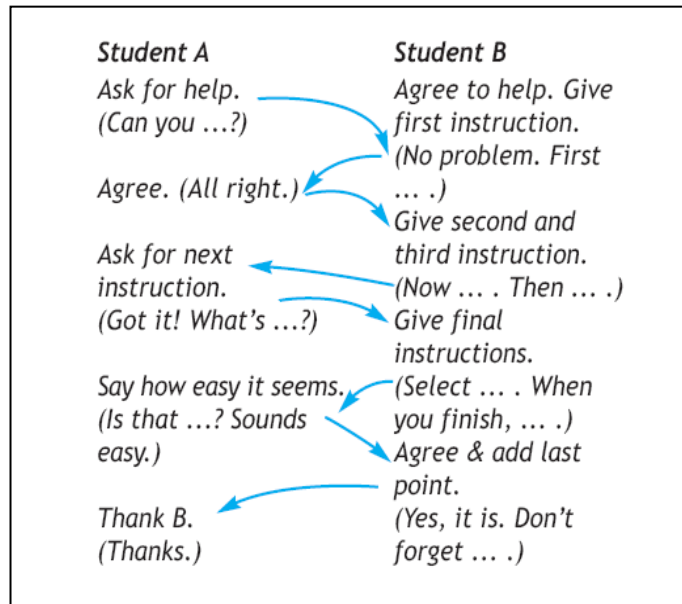 Student A
Ask for help.
(Can you ...?)
Agree. (All right.)
Ask for next
instruction.
(Got it! What's ...?)
Say how easy it seems.
(Is that ...? Sounds
easy.)
Thank B.
(Thanks.)
Student B
Agree to help. Give
first instruction.
(No problem. First
... .)
Give second and
third instruction.
(Now ... . Then ... .)
Give final
instructions.
(Select ... . When
you finish, ... .)
Agree & add last
point.
(Yes, it is. Don't
forget ... .)